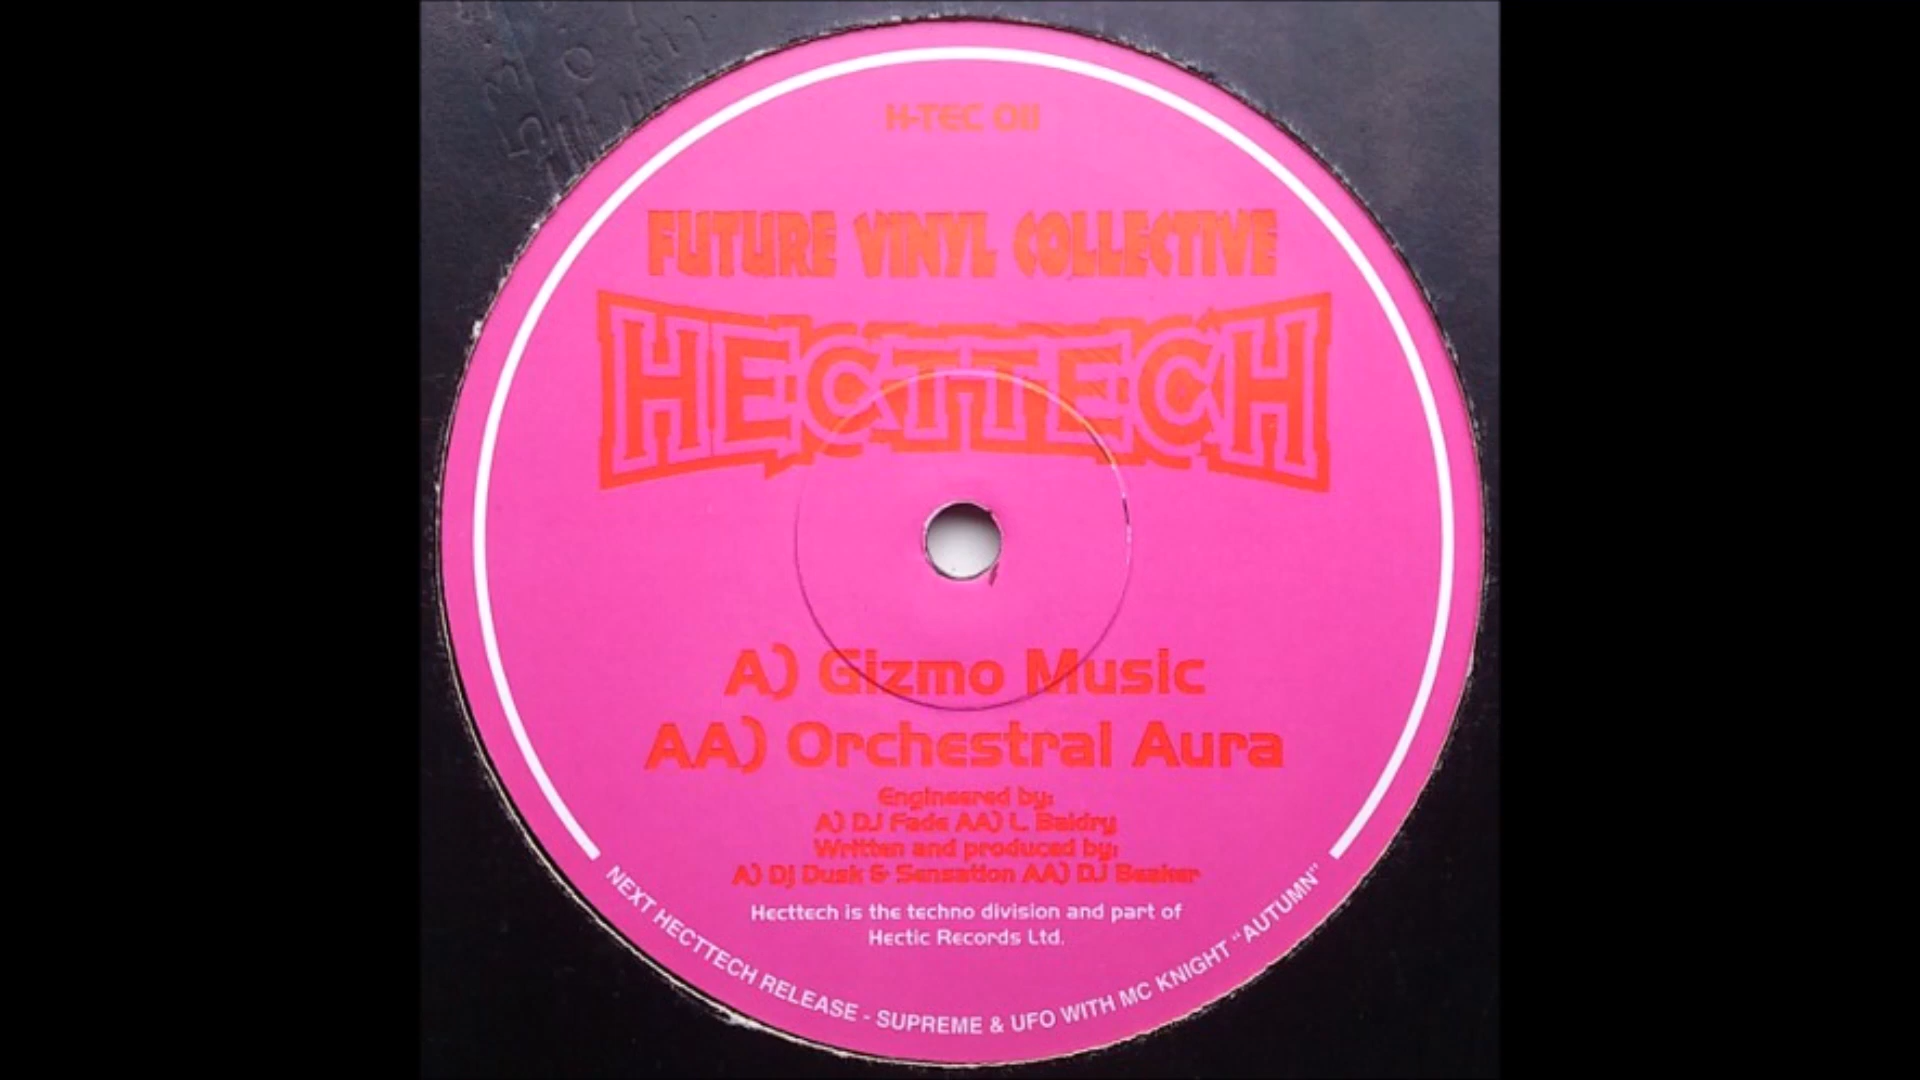 H-TEC 011
FUTURE VINYL COLLECTIVE
HECTTECH
A) Gizmo Music
AA) Orchestral Aura
Engineered by:
A) DJ Fade AA) L. Baldry
Written and produced by:
A) Dj Dusk & Sensation AA) DJ Beaker
Hecttech is the techno division and part of
Hectic Records Ltd.
NEXT HECTTECH RELEASE - SUPREME & UFO WITH MC KNIGHT "AUTUMN"